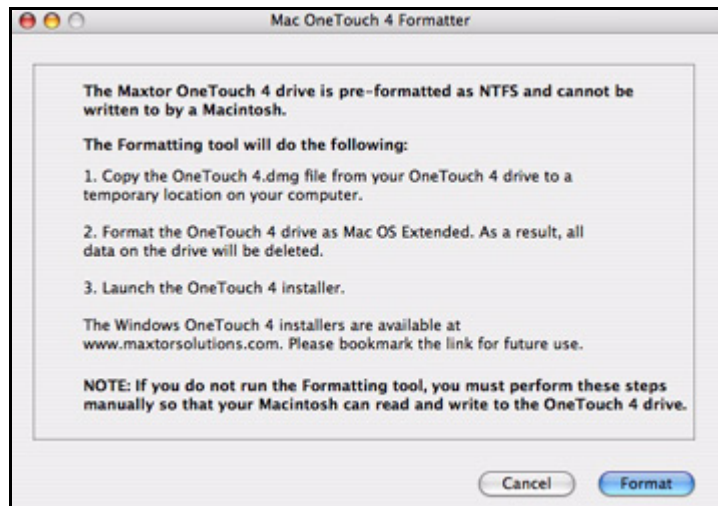 Mac OneTouch 4 Formatter
The Maxtor OneTouch 4 drive is pre-formatted as NTFS and cannot be
written to by a Macintosh.
The Formatting tool will do the following:
1. Copy the OneTouch 4.dmg file from your OneTouch 4 drive to a
temporary location on your computer.
2. Format the OneTouch 4 drive as Mac OS Extended. As a result, all
data on the drive will be deleted.
3. Launch the OneTouch 4 installer.
The Windows OneTouch 4 installers are available at
www.maxtorsolutions.com. Please bookmark the link for future use.
NOTE: If you do not run the Formatting tool, you must perform these steps
manually so that your Macintosh can read and write to the OneTouch 4 drive.
Cancel Format